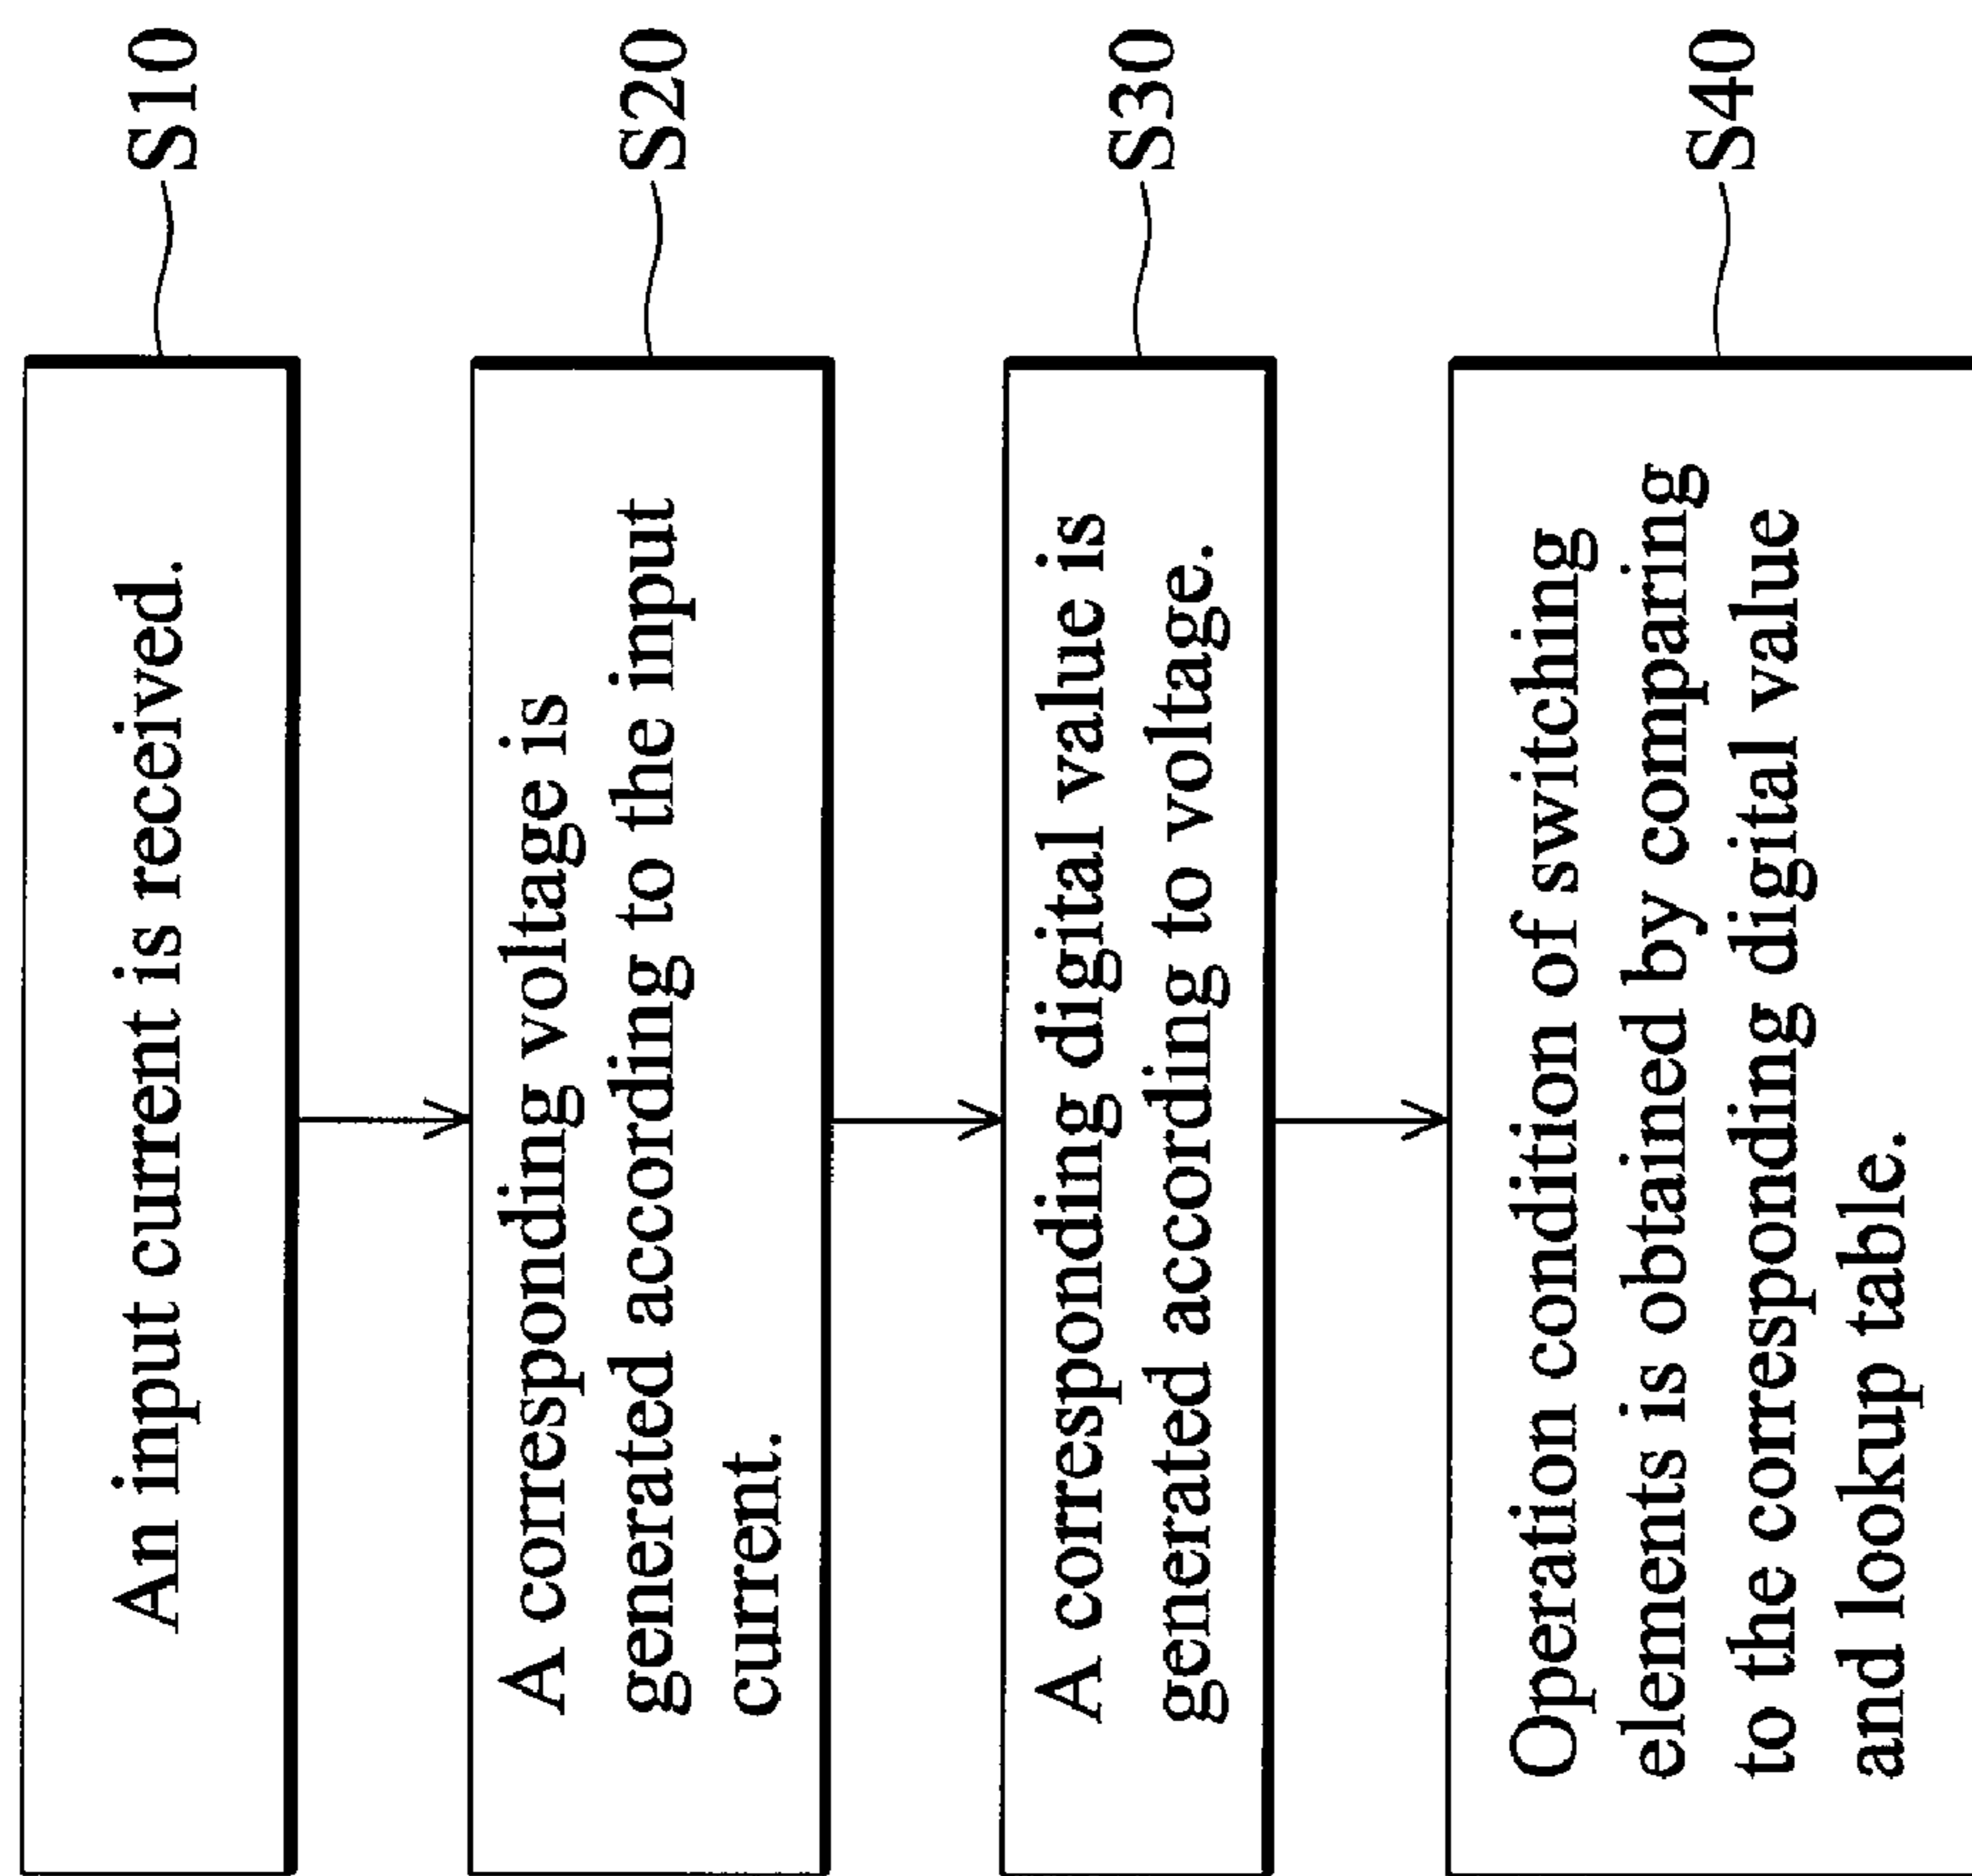 An input current is received.
S10
A corresponding voltage is
generated according to the input
current.
S20
A corresponding digital value is
generated according to voltage.
S30
Operation condition of switching
elements is obtained by comparing
to the corresponding digital value
and lookup table.
S40